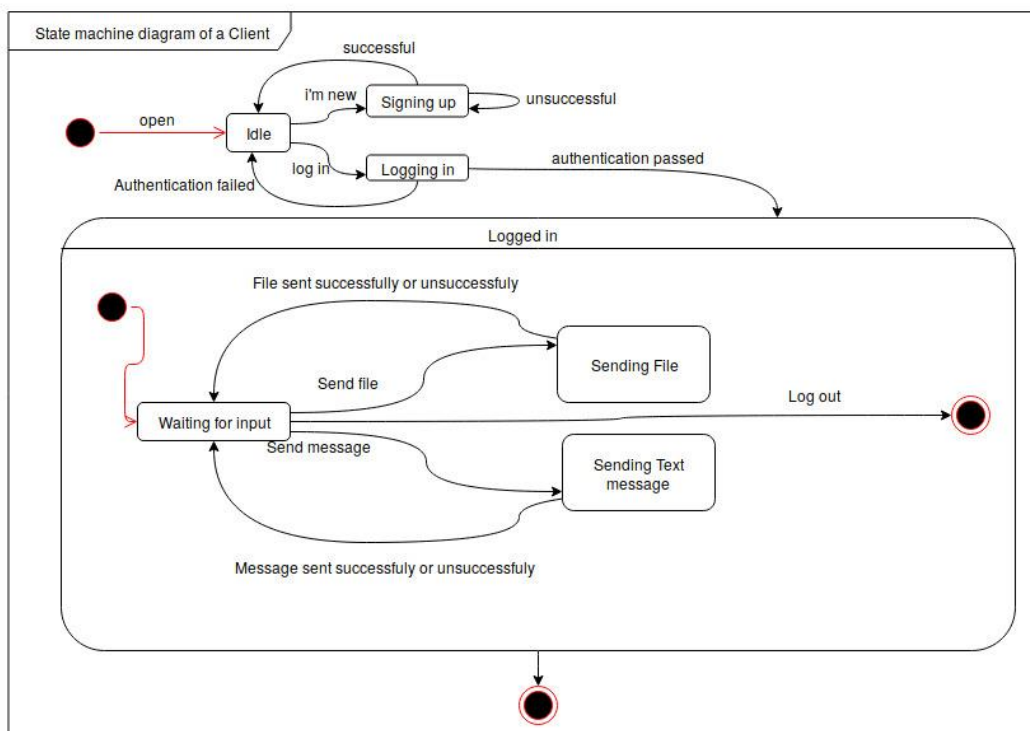 State machine diagram of a Client
successful
i'm new
Signing up
unsuccessful
open
Idle
log in
Logging in
authentication passed
Authentication failed
Logged in
File sent successfully or unsuccessfuly
Sending File
Send file
Log out
Waiting for input
Send message
Sending Text
message
Message sent successfuly or unsuccessfuly